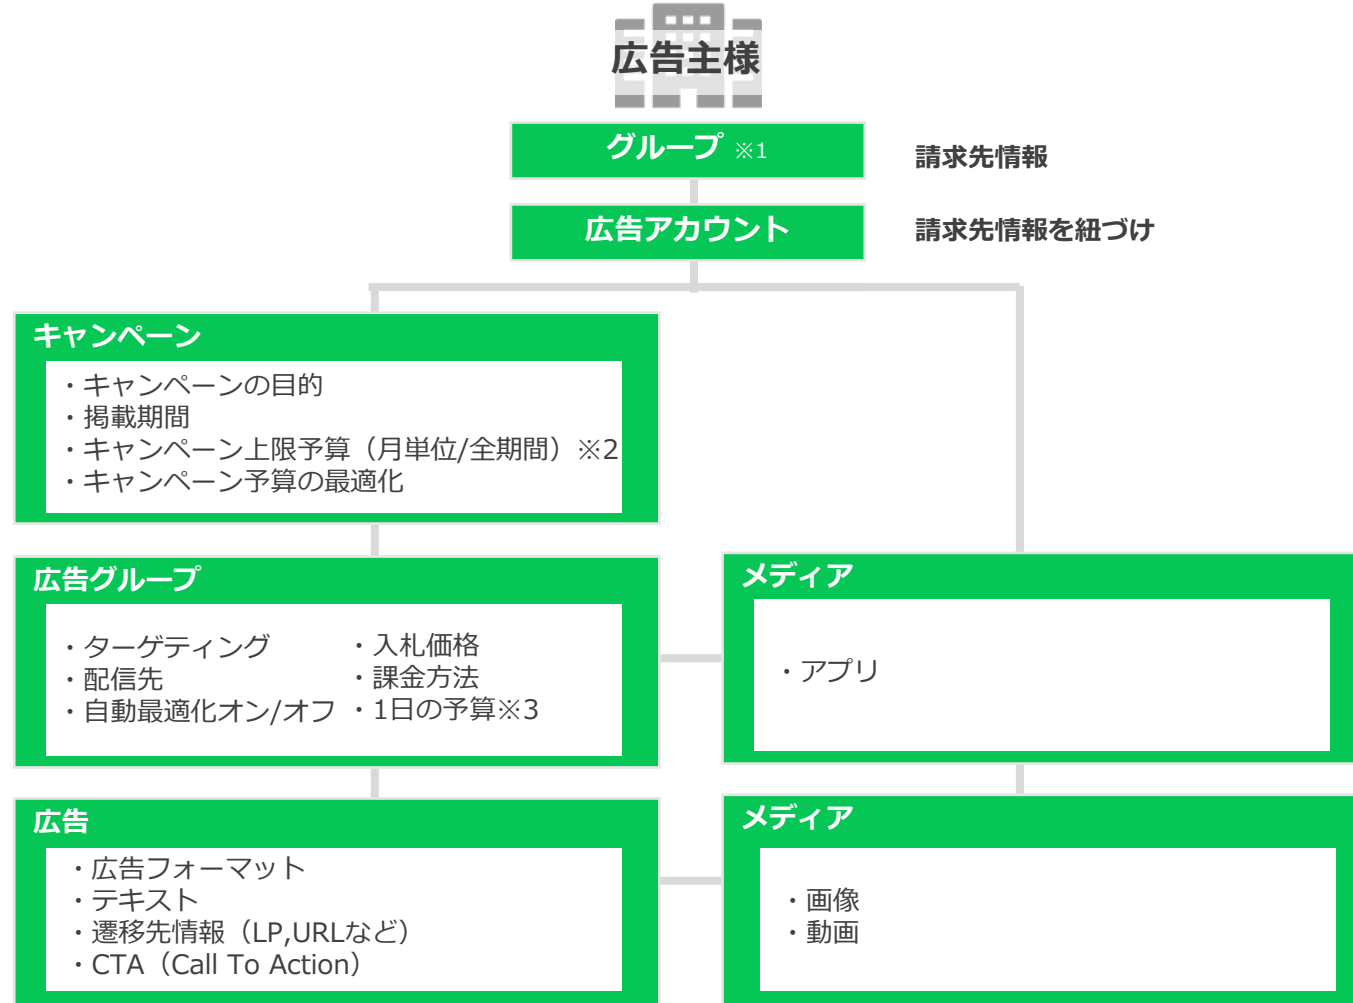 広告主様
グループ ※1
請求先情報
広告アカウント
請求先情報を紐づけ
キャンペーン
・キャンペーンの目的
・掲載期間
・キャンペーン上限予算（月単位/全期間）※2
・キャンペーン予算の最適化
広告グループ
・ターゲティング
・配信先
・自動最適化オン/オフ
・入札価格
・課金方法
・1日の予算※3
メディア
・アプリ
広告
・広告フォーマット
・テキスト
・遷移先情報（LP,URLなど）
・CTA（Call To Action）
メディア
・画像
・動画